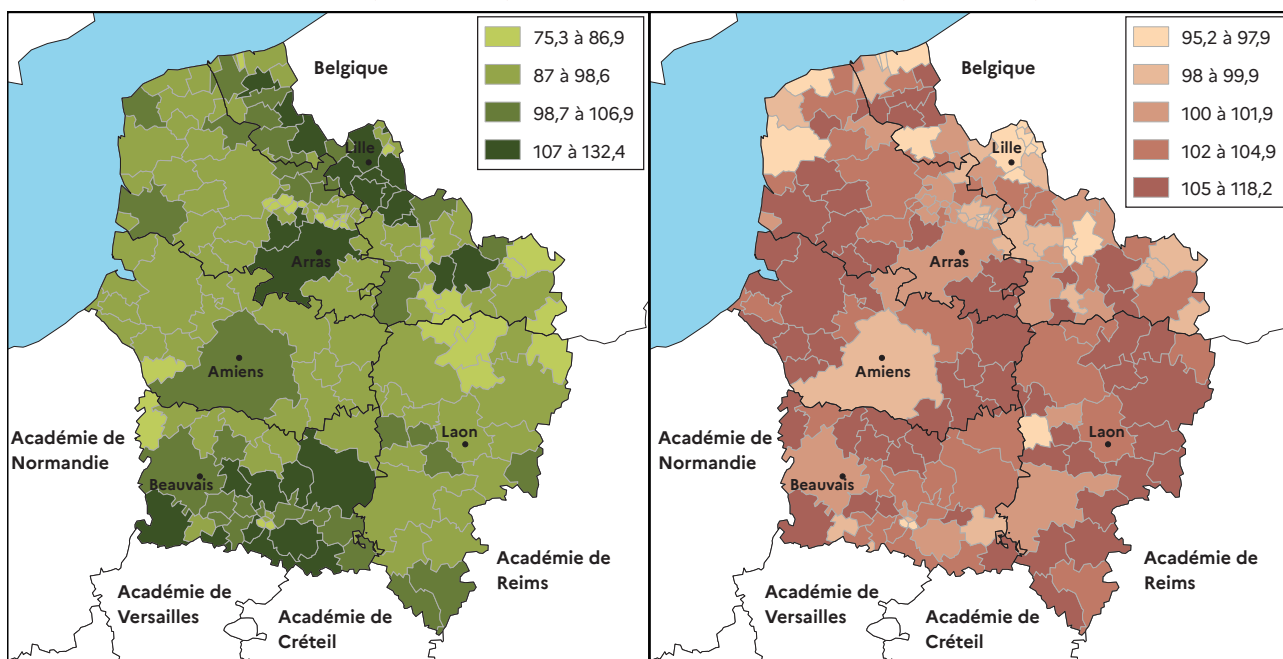 75,3 à 86,9
87 à 98,6
98,7 à 106,9
107 à 132,4
Belgique
Lille
Arras
Amiens
Académie de
Normandie
Laon
Beauvais
Académie de
Reims
Académie de
Versailles
Académie de
Créteil
95,2 à 97,9
98 à 99,9
100 à 101,9
102 à 104,9
105 à 118,2
Belgique
Lille
Arras
Amiens
Académie de
Normandie
Laon
Beauvais
Académie de
Reims
Académie de
Versailles
Académie de
Créteil